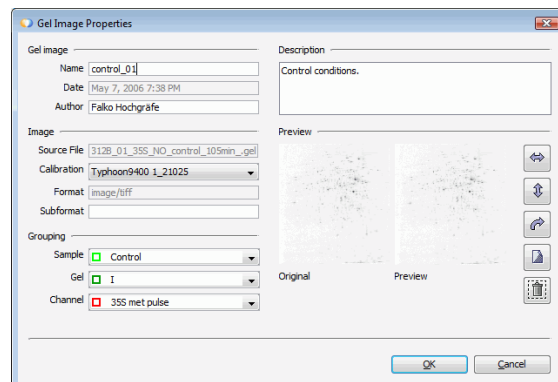 Gel Image Properties
Gel image
Name control_01
Date May 7, 2006 7:38 PM
Author Falko Hochgräfe
Image
Source File 312B_01_35S_NO_control_105min_.gel
Calibration Typhoon9400 1_21025
Format image/tiff
Subformat
Grouping
Sample Control
Gel I
Channel 35S met pulse
Description
Control conditions.
Preview
Original Preview
OK Cancel